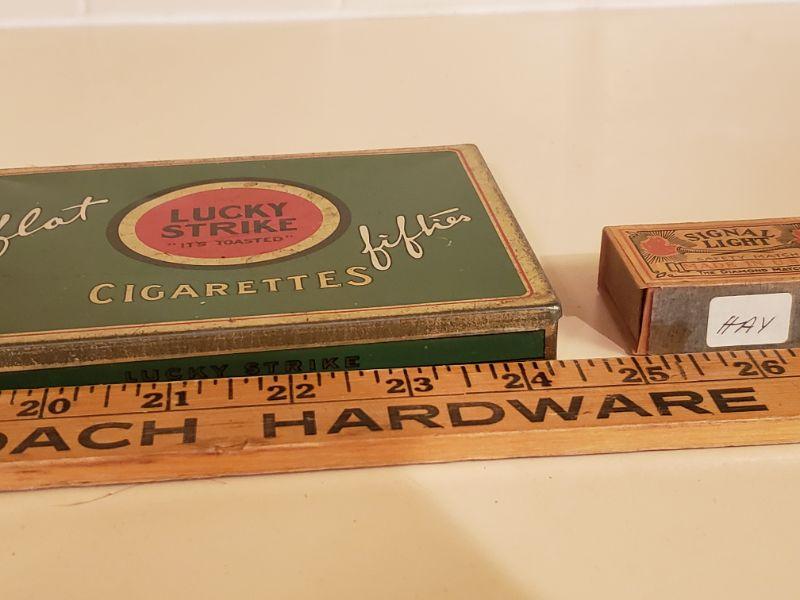 flat
LUCKY
STRIKE
"IT'S TOASTED"
fifties
CIGARETTES
LUCKY STRIKE
SIGNAL
LIGHT
SAFETY MATCH
THE DIAMOND MATCH
HAY
20 21 22 23 24 25 26
OACH HARDWARE